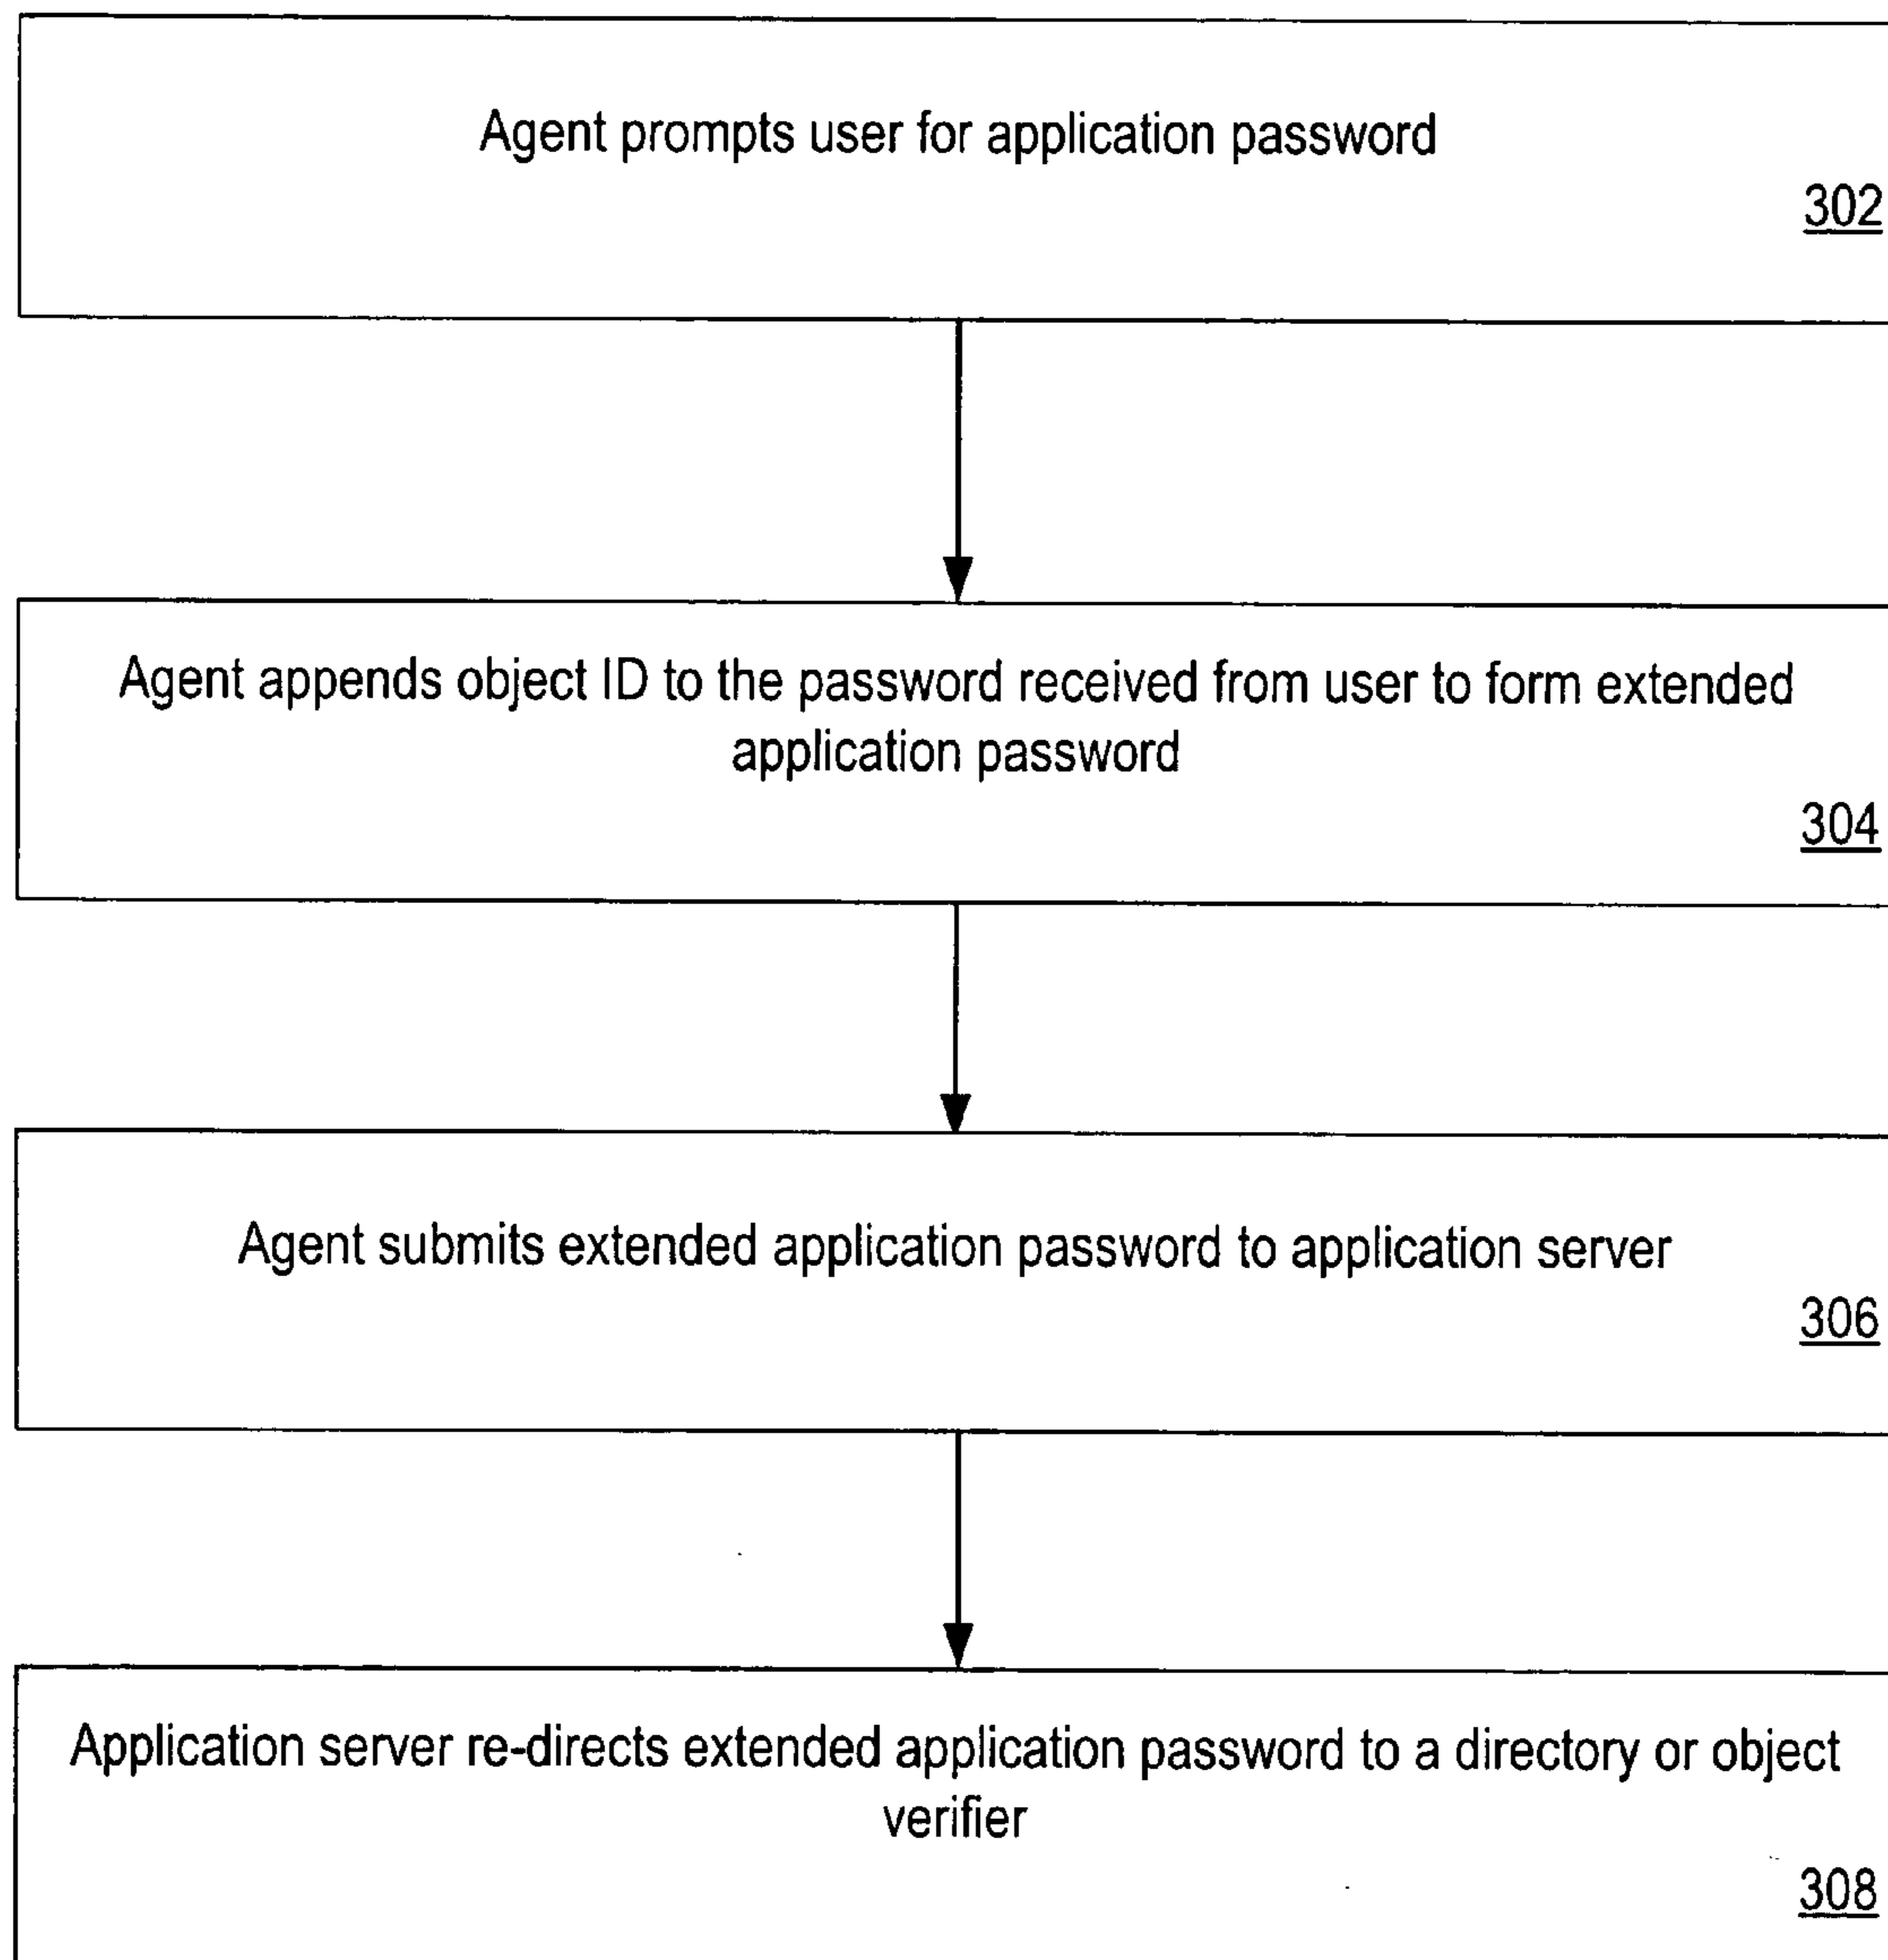 Agent prompts user for application password
302
Agent appends object ID to the password received from user to form extended
application password
304
Agent submits extended application password to application server
306
Application server re-directs extended application password to a directory or object
verifier
308